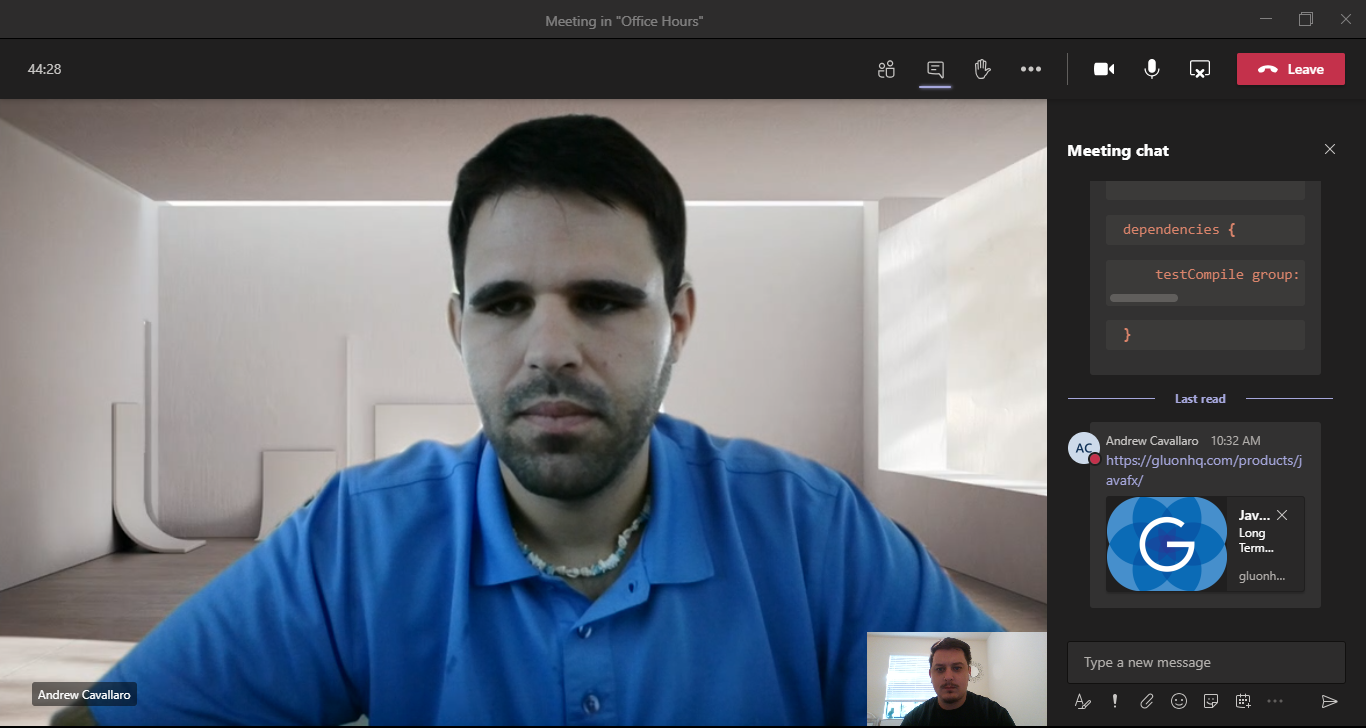 Meeting in "Office Hours"
44:28
Leave
Meeting chat
dependencies {
testCompile group:
}
Last read
AC
Andrew Cavallaro 10:32 AM
https://gluonhq.com/products/j
avafx/
G
Jav...
Long
Term...
gluonh...
Type a new message
Andrew Cavallaro